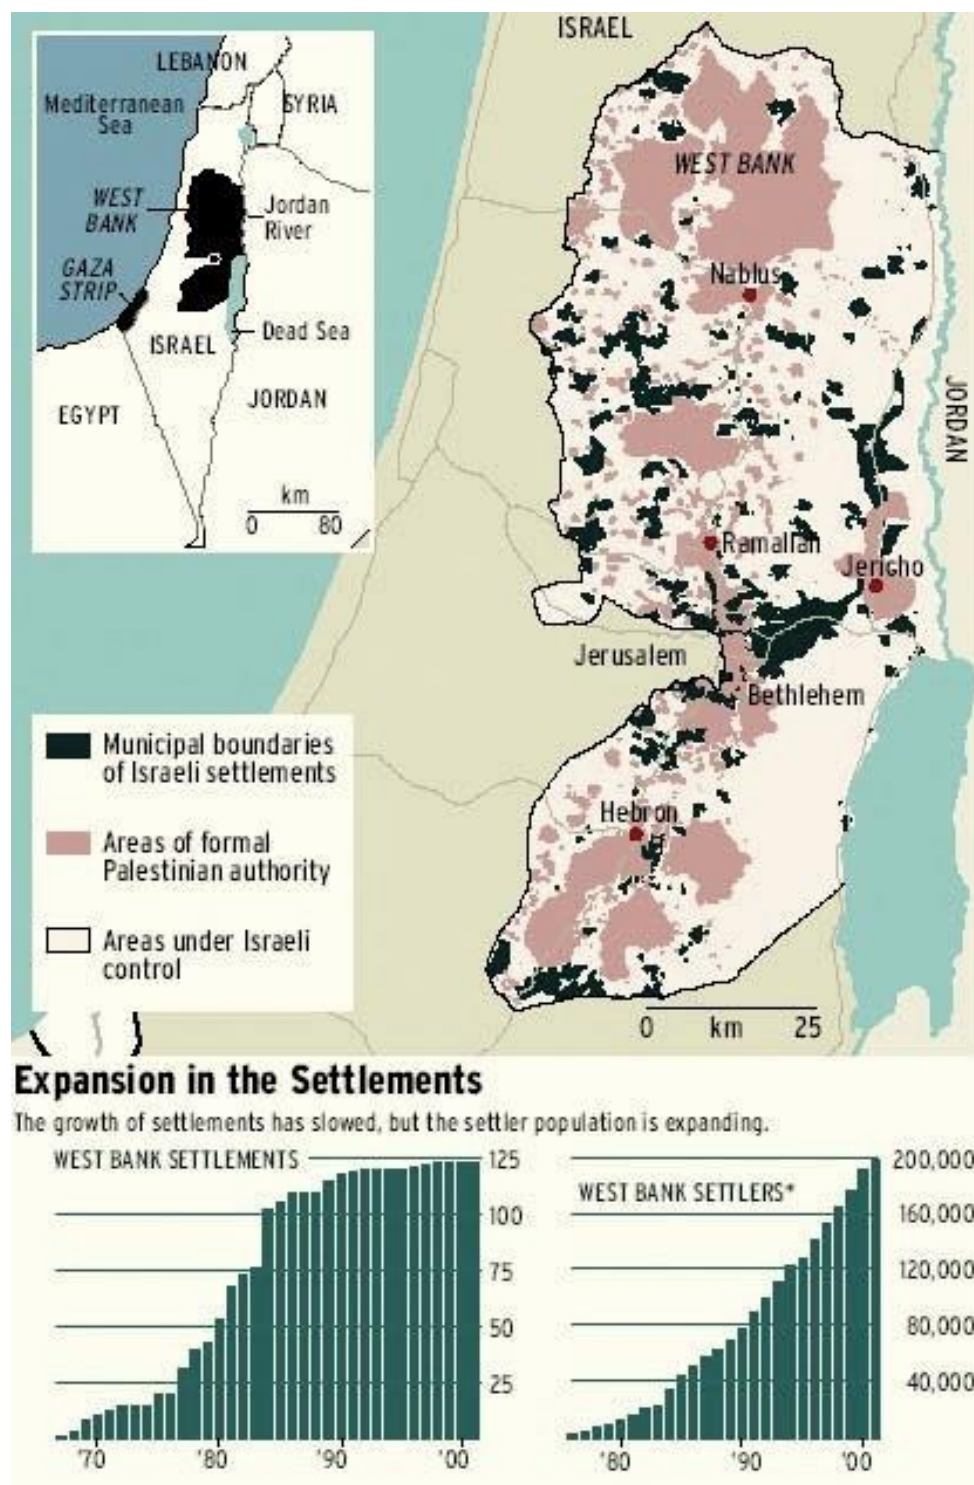 ISRAEL
LEBANON
Mediterranean
Sea
SYRIA
WEST
BANK
Jordan
River
GAZA
STRIP
ISRAEL
Dead Sea
EGYPT
JORDAN
km
0 80
WEST BANK
Nablus
JORDAN
Ramallah
Jericho
Jerusalem
Bethlehem
Hebron
0 km 25
Municipal boundaries
of Israeli settlements
Areas of formal
Palestinian authority
Areas under Israeli
control
Expansion in the Settlements
The growth of settlements has slowed, but the settler population is expanding.
WEST BANK SETTLEMENTS
125
100
75
50
25
'70 '80 '90 '00
WEST BANK SETTLERS*
200,000
160,000
120,000
80,000
40,000
'80 '90 '00